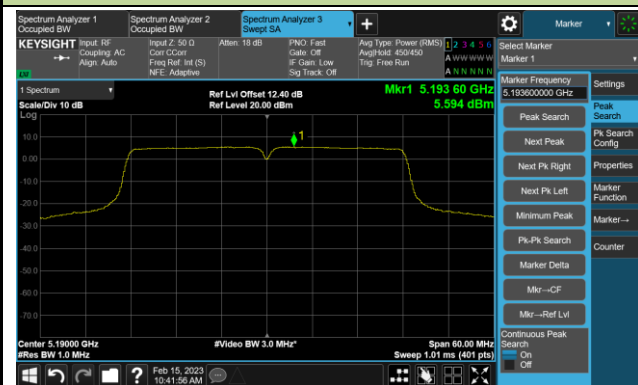 Spectrum Analyzer 1
Occupied BW
Spectrum Analyzer 2
Occupied BW
Spectrum Analyzer 3
Swept SA
Marker
KEYSIGHT
Input: RF
Coupling: AC
Align: Auto
Input Z: 50 Ω
Corr CCorr
Freq Ref: Int (S)
NFE: Adaptive
Atten: 18 dB
PNO: Fast
Gate: Off
IF Gain: Low
Sig Track: Off
Avg Type: Power (RMS)
Avg|Hold: 450/450
Trig: Free Run
1 2 3 4 5 6
A W W W W W
A N N N N N
Select Marker
Marker 1
1 Spectrum
Scale/Div 10 dB
Log
Ref Lvl Offset 12.40 dB
Ref Level 20.00 dBm
Mkr1 5.193 60 GHz
5.594 dBm
10.0
0.00
-10.0
-20.0
-30.0
-40.0
-50.0
-60.0
-70.0
1
Center 5.19000 GHz
#Res BW 1.0 MHz
#Video BW 3.0 MHz*
Span 60.00 MHz
Sweep 1.01 ms (401 pts)
Marker Frequency
5.193600000 GHz
Peak Search
Next Peak
Next Pk Right
Next Pk Left
Minimum Peak
Pk-Pk Search
Marker Delta
Mkr→CF
Mkr→Ref Lvl
Continuous Peak
Search
On
Off
Settings
Peak
Search
Pk Search
Config
Properties
Marker
Function
Marker→
Counter
Feb 15, 2023
10:41:56 AM